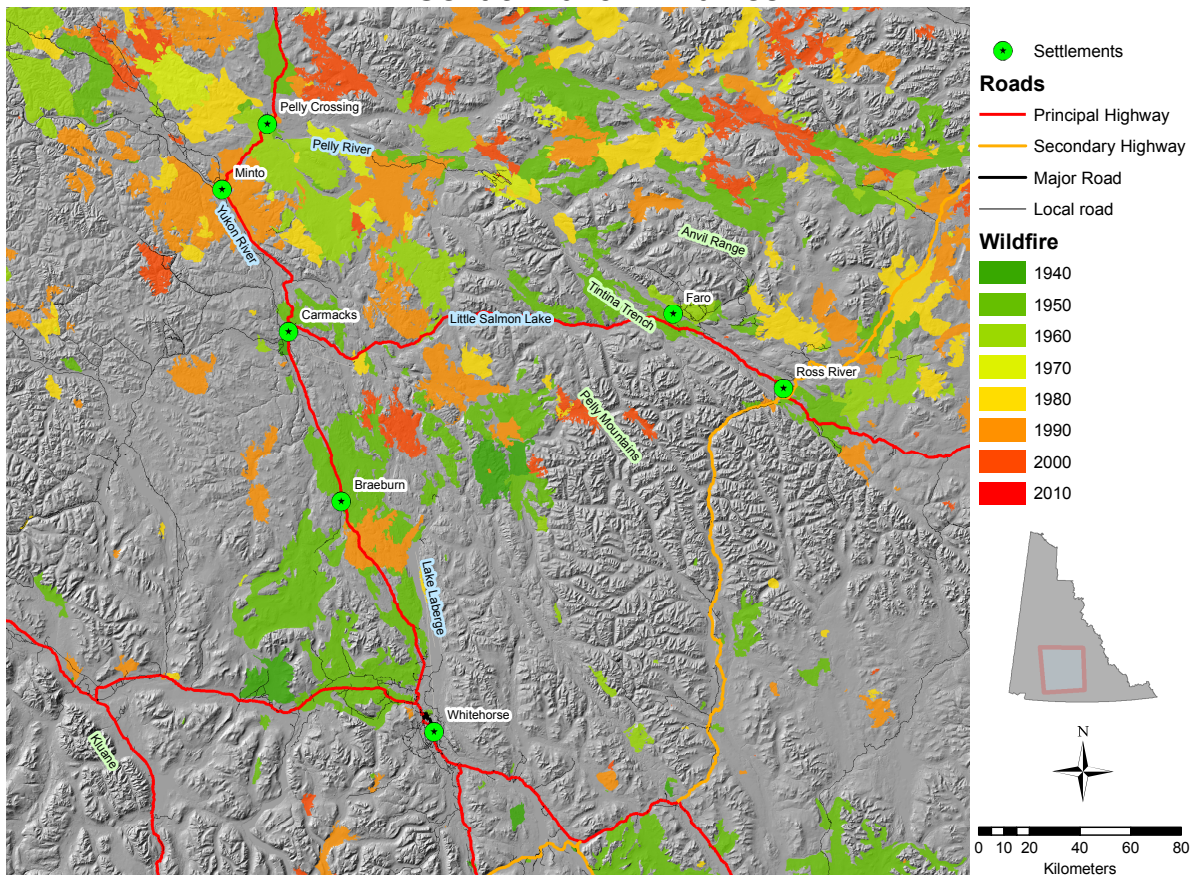 Settlements
Roads
Principal Highway
Secondary Highway
Major Road
Local road
Wildfire
1940
1950
1960
1970
1980
1990
2000
2010
N
0 10 20 40 60 80
Kilometers
Pelly Crossing
Pelly River
Minto
Yukon River
Anvil Range
Faro
Tintina Trench
Carmacks
Little Salmon Lake
Ross River
Pelly Mountains
Braeburn
Lake Laberge
Whitehorse
Kluane